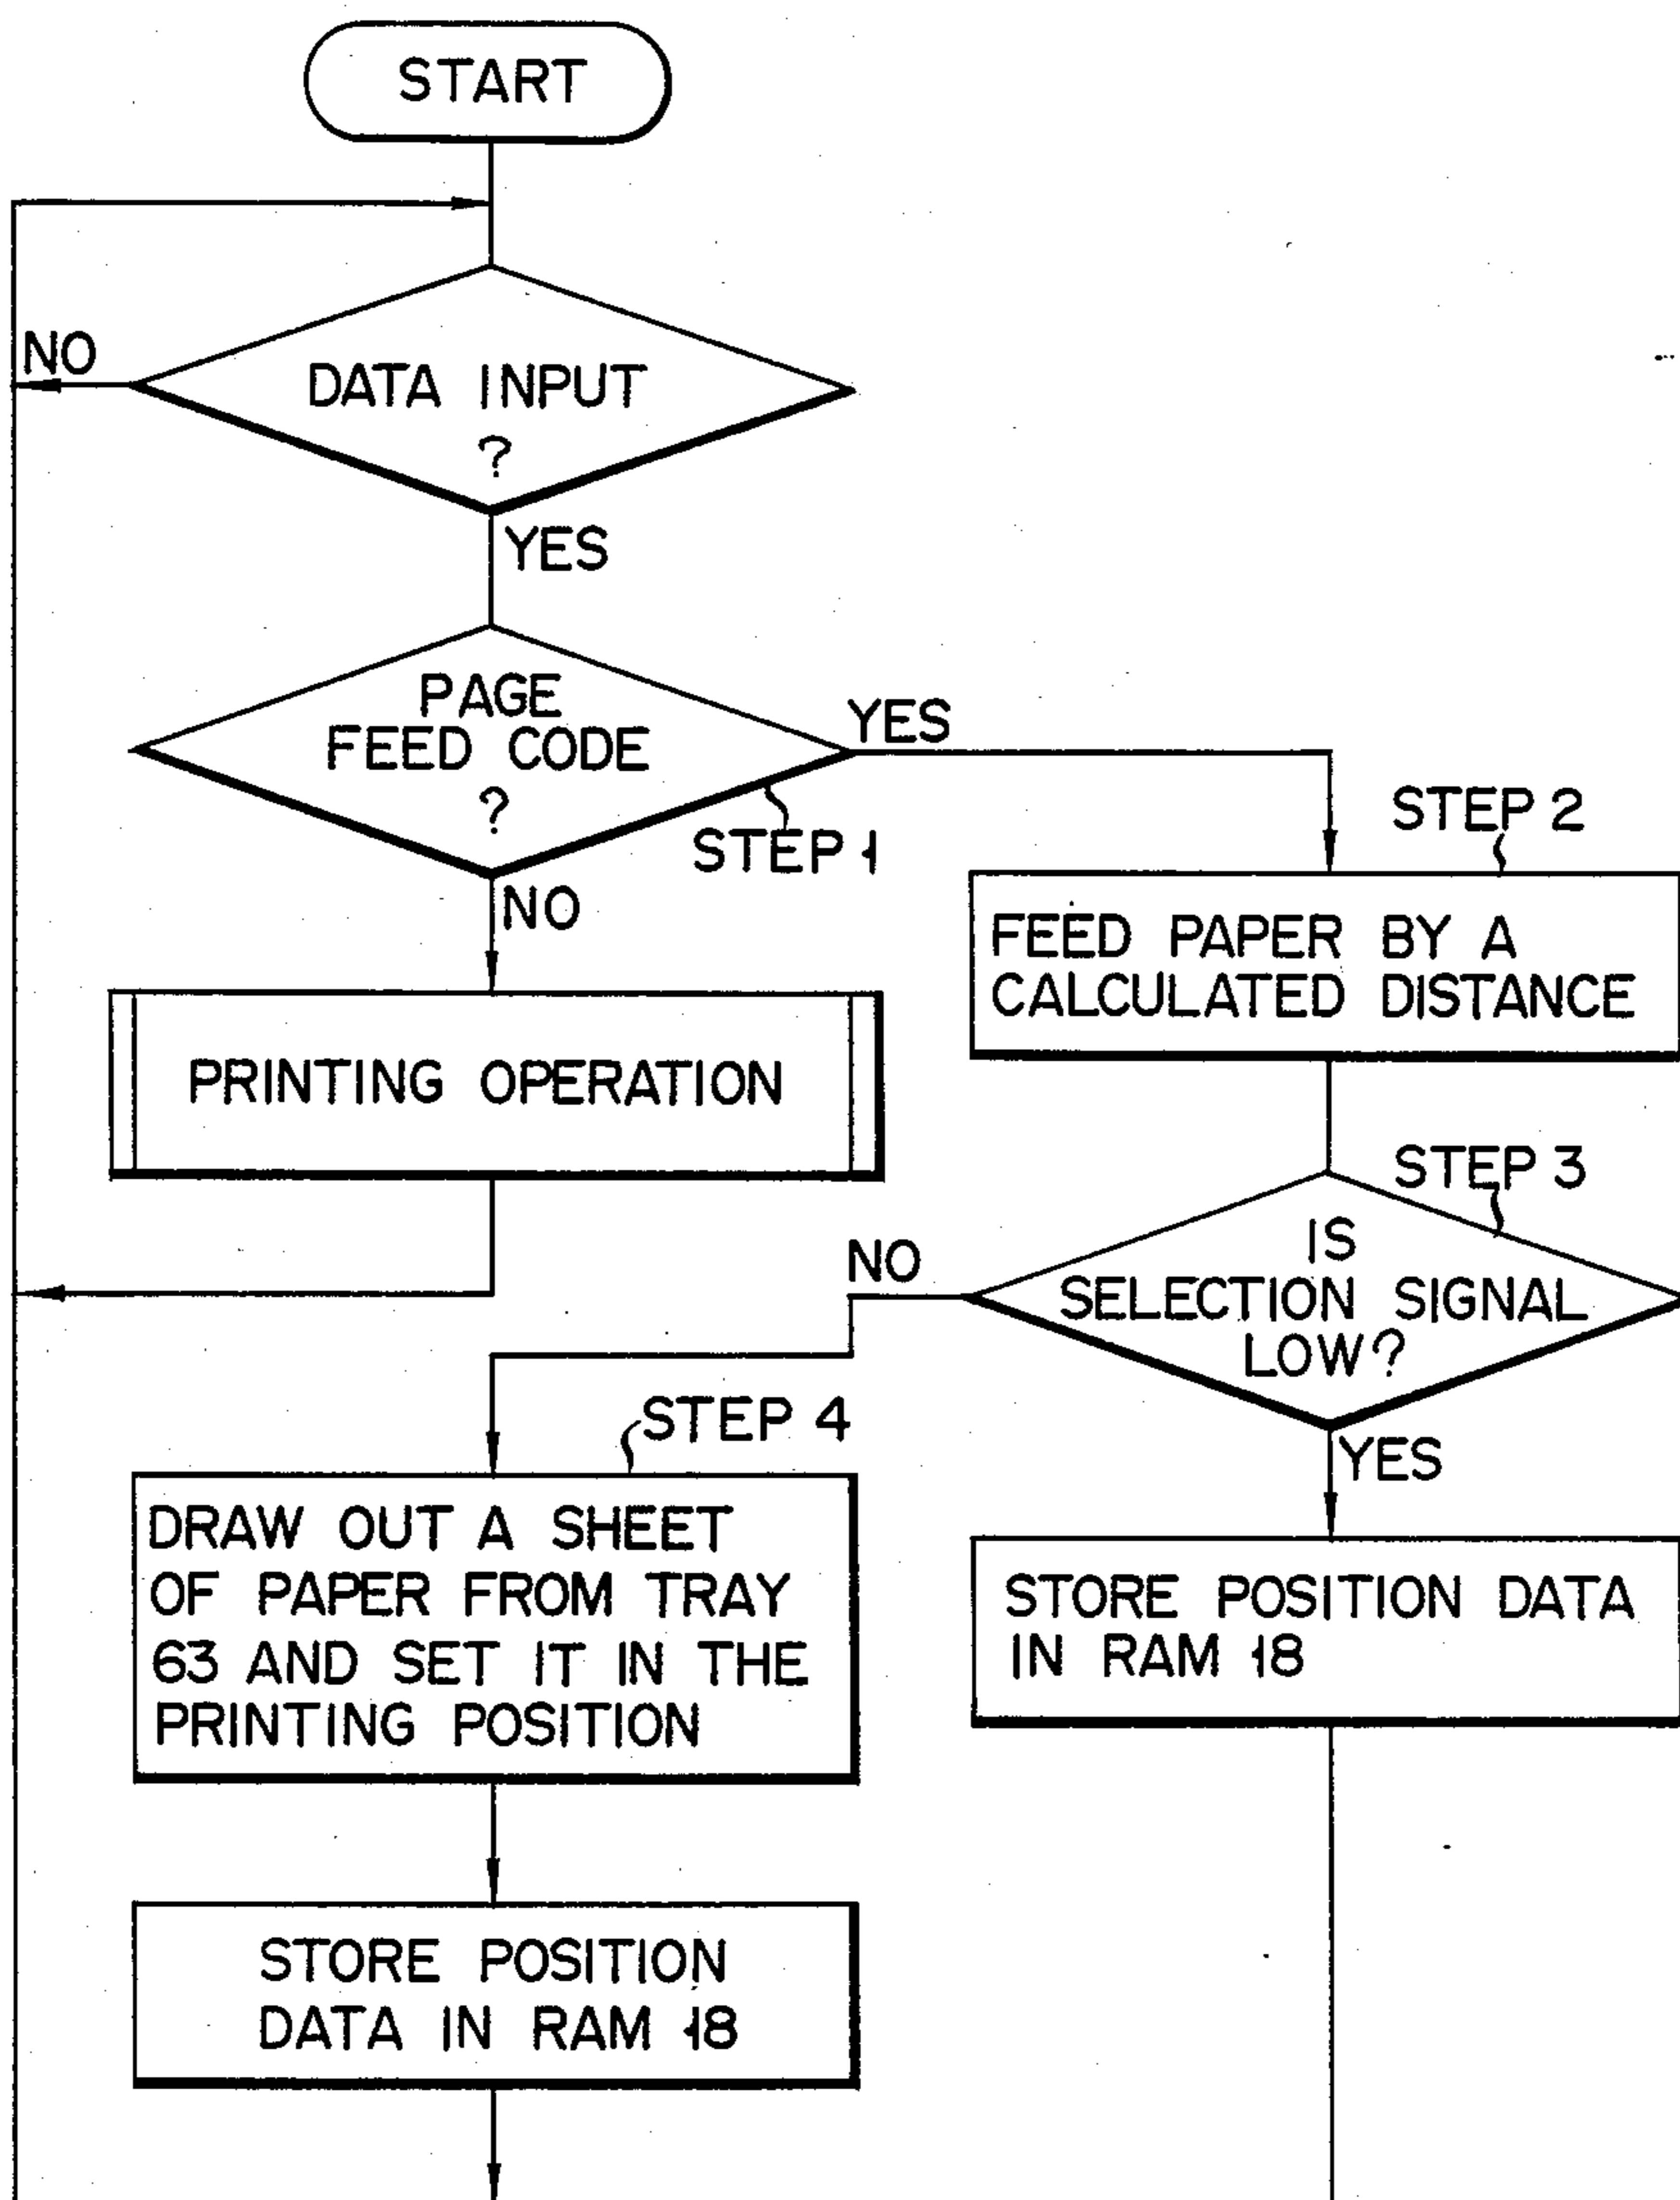 START
NO
DATA INPUT
?
YES
PAGE
FEED CODE
?
YES
STEP 1
NO
STEP 2
FEED PAPER BY A
CALCULATED DISTANCE
PRINTING OPERATION
STEP 3
IS
SELECTION SIGNAL
LOW?
NO
YES
STEP 4
DRAW OUT A SHEET
OF PAPER FROM TRAY
63 AND SET IT IN THE
PRINTING POSITION
STORE POSITION DATA
IN RAM 18
STORE POSITION
DATA IN RAM 18